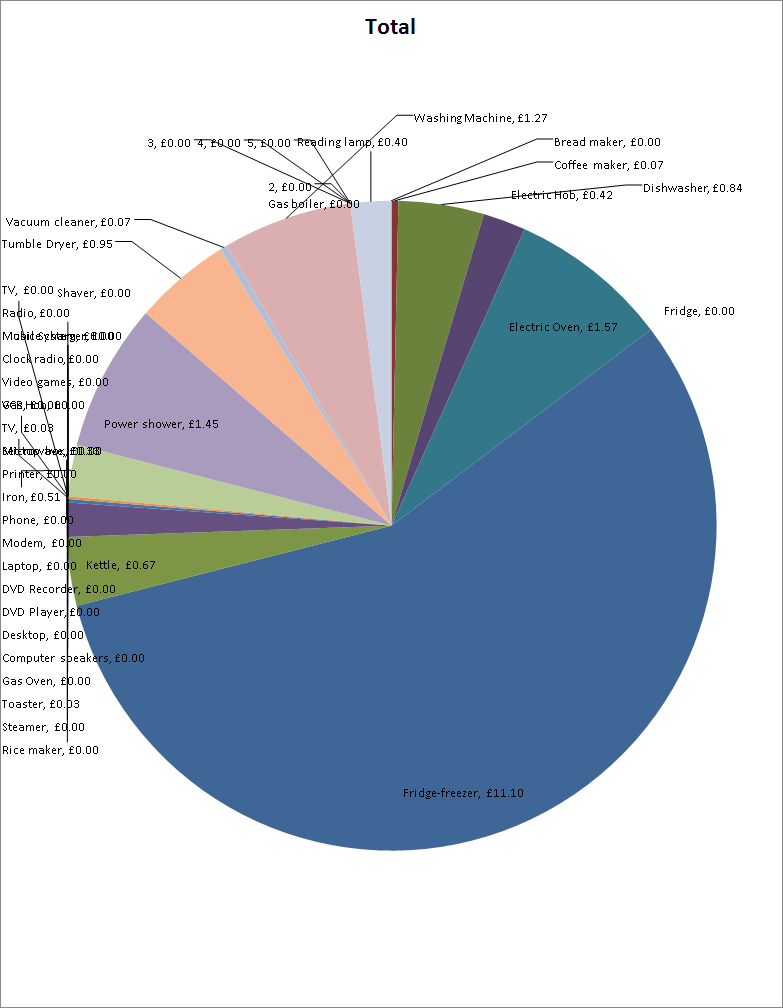 Total
Washing Machine, £1.27
3, £0.00 4, £0.00 5, £0.00 Reading lamp, £0.40
Bread maker, £0.00
Coffee maker, £0.07
2, £0.00
Dishwasher, £0.84
Electric Hob, £0.42
Gas boiler, £0.00
Vacuum cleaner, £0.07
Tumble Dryer, £0.95
TV, £0.00
Shaver, £0.00
Radio, £0.00
Fridge, £0.00
Electric Oven, £1.57
Clock radio, £0.00
Video games, £0.00
Power shower, £1.45
TV, £0.03
Printer, £0.00
Iron, £0.51
Phone, £0.00
Modem, £0.00
Laptop, £0.00
Kettle, £0.67
DVD Recorder, £0.00
DVD Player, £0.00
Desktop, £0.00
Computer speakers, £0.00
Gas Oven, £0.00
Toaster, £0.03
Steamer, £0.00
Rice maker, £0.00
Fridge-freezer, £11.10